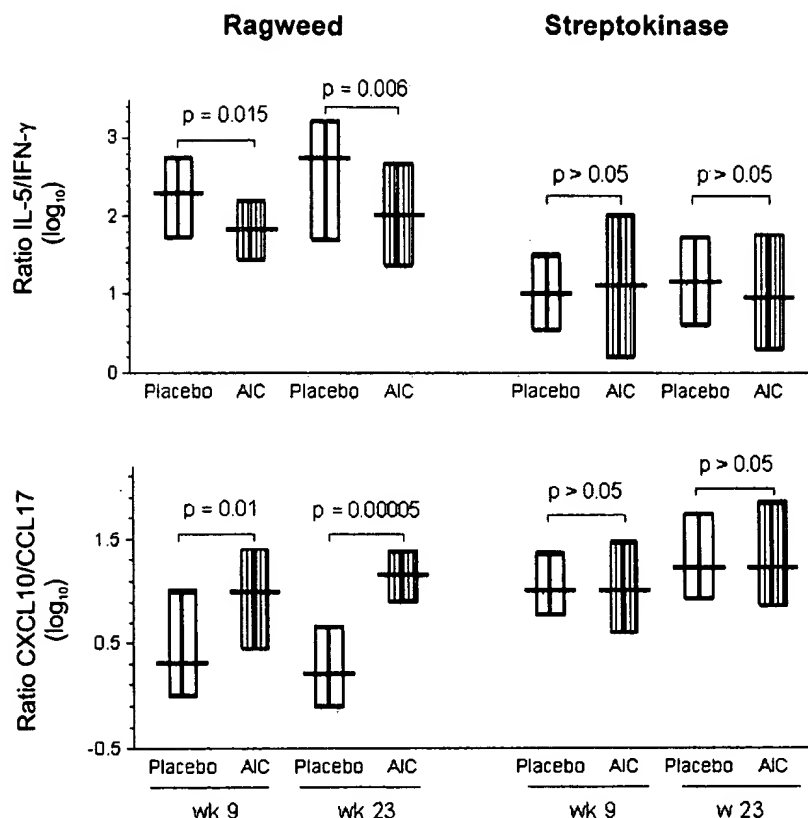 Ragweed Streptokinase
Ratio IL-5/IFN-γ
(log₁₀)
3
2
1
0
p = 0.015
p = 0.006
p > 0.05
p > 0.05
Placebo AIC Placebo AIC Placebo AIC Placebo AIC
Ratio CXCL10/CCL17
(log₁₀)
1.5
0.5
-0.5
p = 0.01
p = 0.00005
p > 0.05
p > 0.05
Placebo AIC Placebo AIC Placebo AIC Placebo AIC
wk 9 wk 23 wk 9 w 23